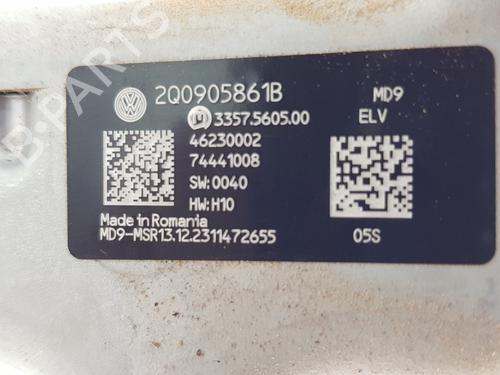 2Q0905861B MD9
3357.5605.00 ELV
46230002
74441008
SW:0040
HW:H10
Made in Romania
MD9-MSR13.12.2311472655 05S
B-PARTS